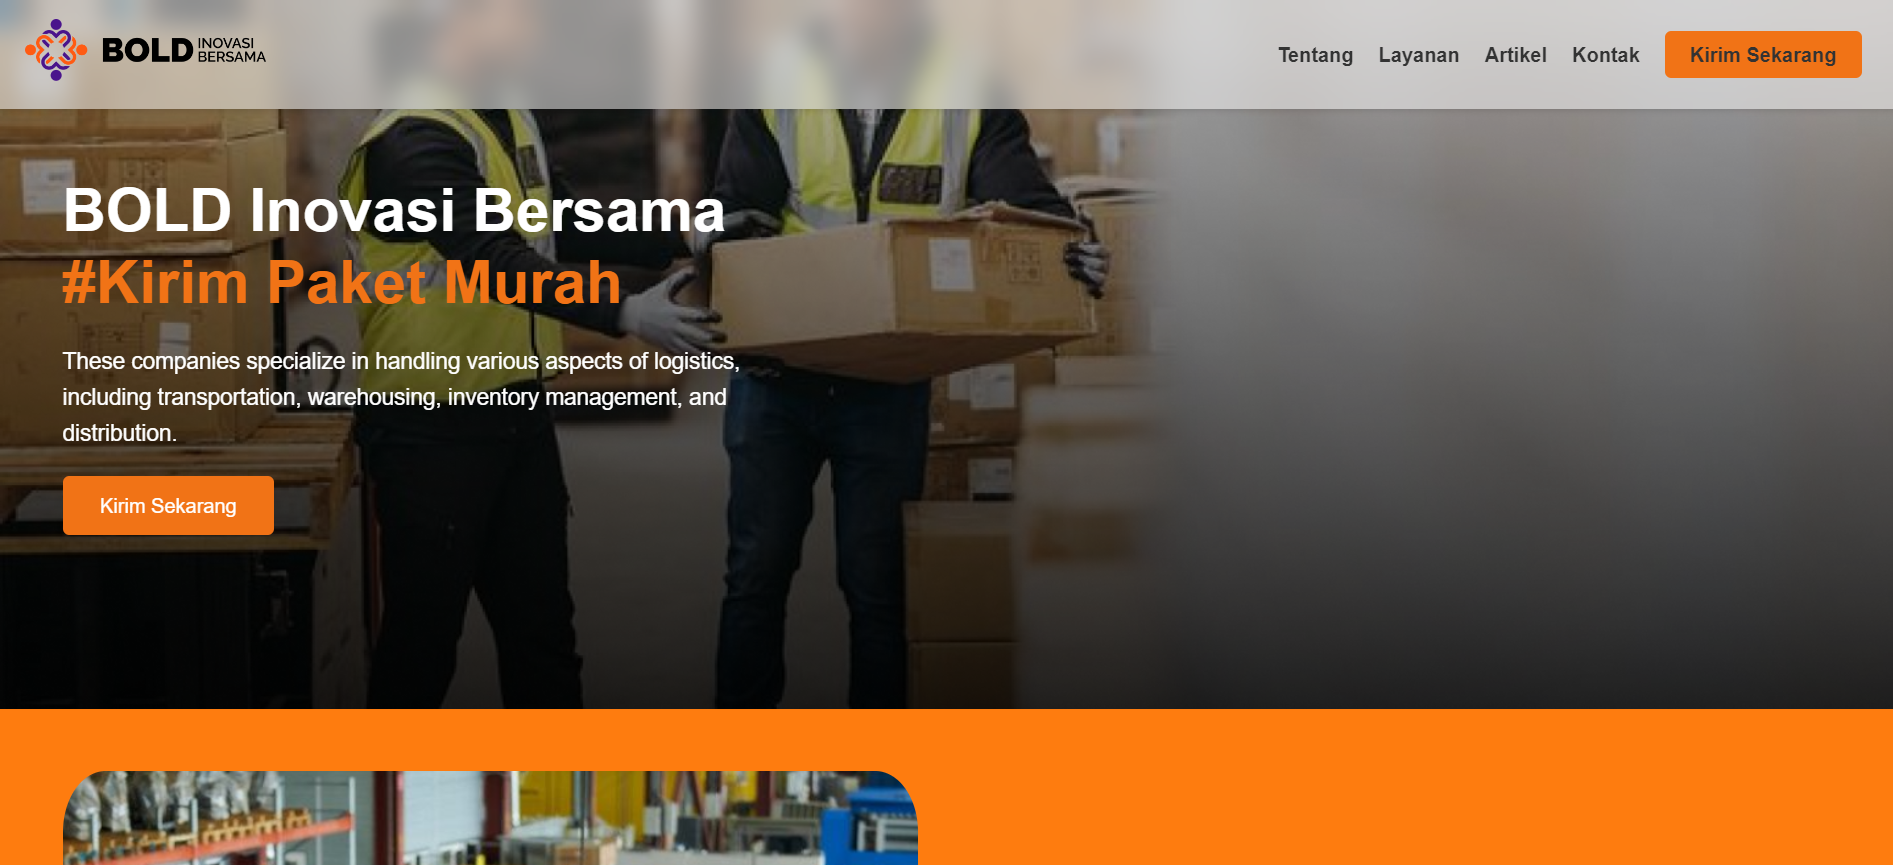 BOLD INOVASI
BERSAMA
Tentang Layanan Artikel Kontak Kirim Sekarang
BOLD Inovasi Bersama
#Kirim Paket Murah
These companies specialize in handling various aspects of logistics,
including transportation, warehousing, inventory management, and
distribution.
Kirim Sekarang